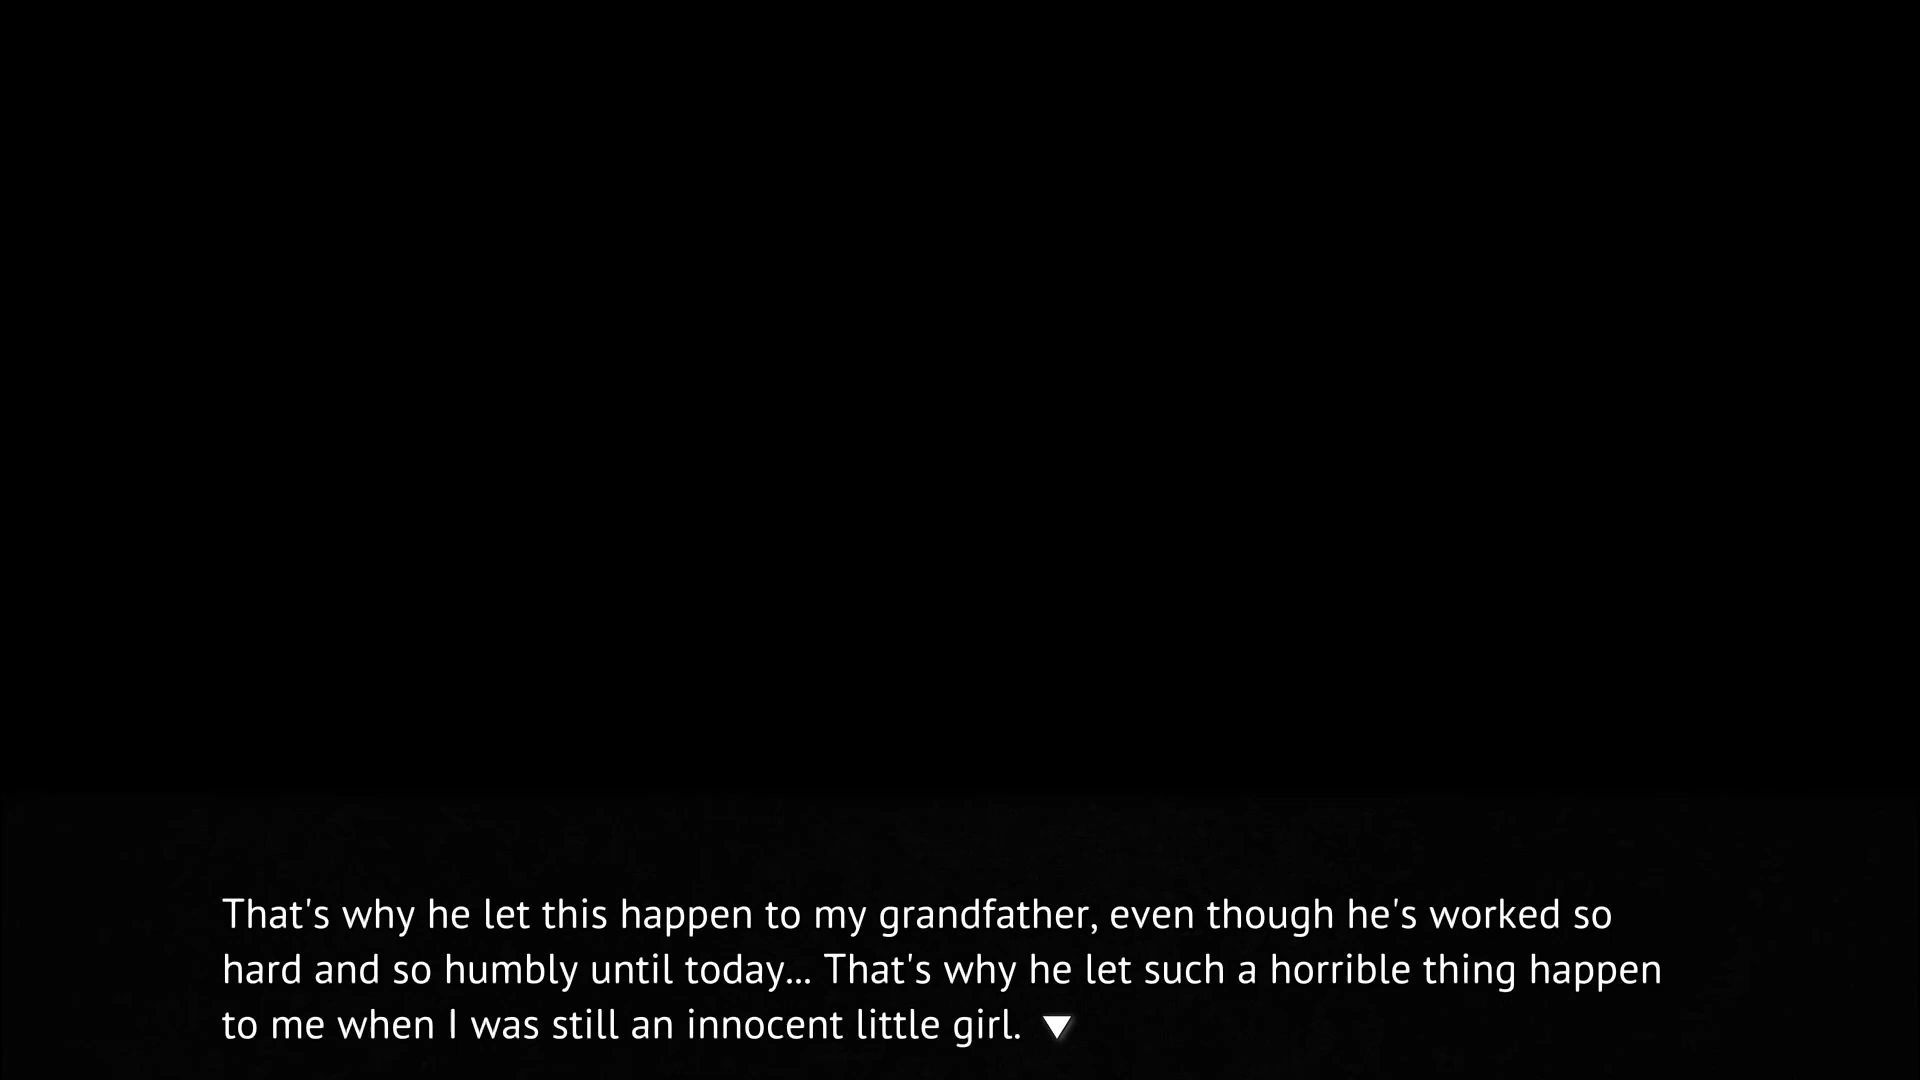 That's why he let this happen to my grandfather, even though he's worked so
hard and so humbly until today... That's why he let such a horrible thing happen
to me when I was still an innocent little girl.